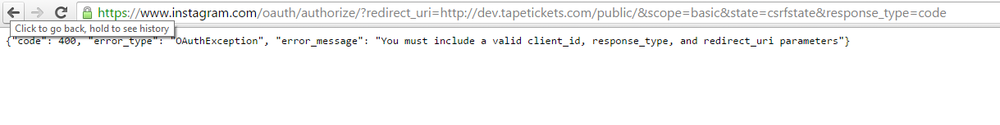 https://www.instagram.com/oauth/authorize/?redirect_uri=http://dev.tapetickets.com/public/&scope=basic&state=csrfstate&response_type=code
Click to go back, hold to see history
{"code": 400, "error_type": "OAuthException", "error_message": "You must include a valid client_id, response_type, and redirect_uri parameters"}